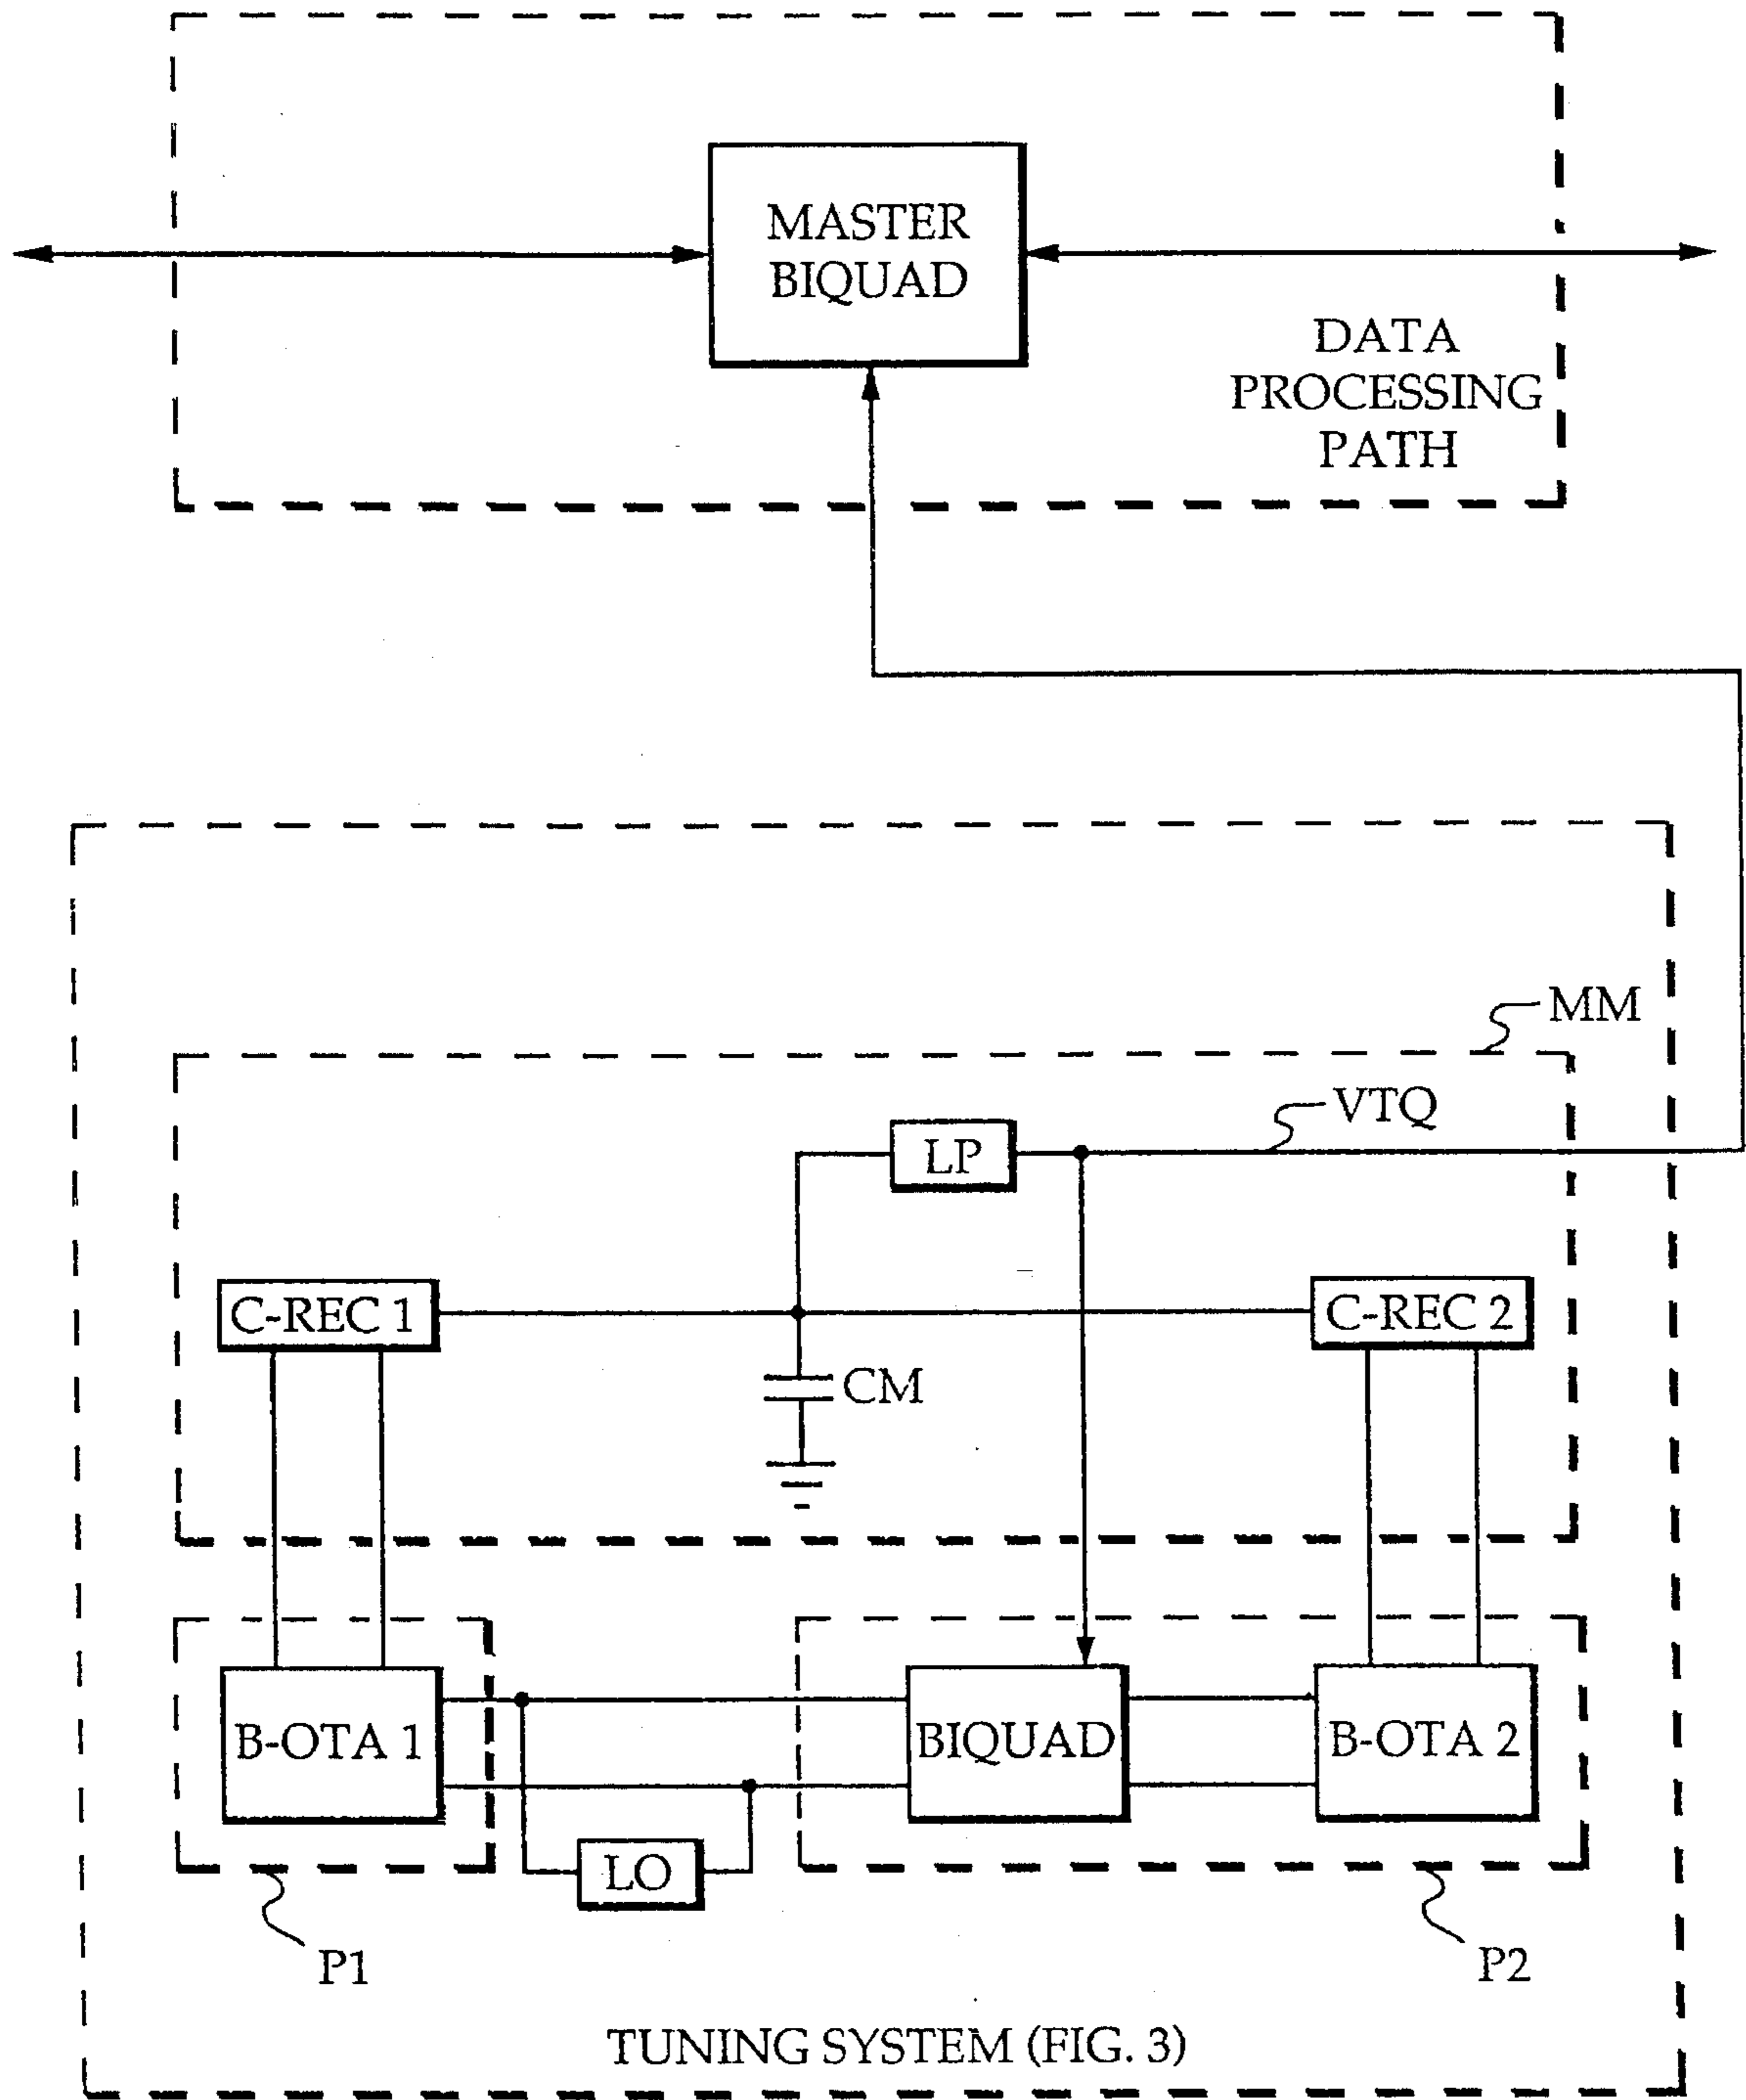 MASTER
BIQUAD
DATA
PROCESSING
PATH
MM
VTQ
LP
C-REC 1
C-REC 2
CM
B-OTA 1
BIQUAD
B-OTA 2
LO
P1
P2
TUNING SYSTEM (FIG. 3)